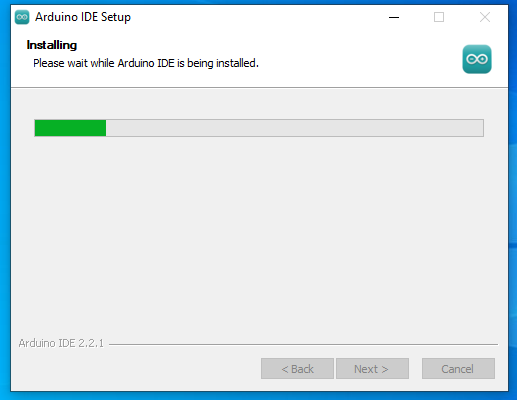 Arduino IDE Setup
Installing
Please wait while Arduino IDE is being installed.
Arduino IDE 2.2.1
< Back Next > Cancel